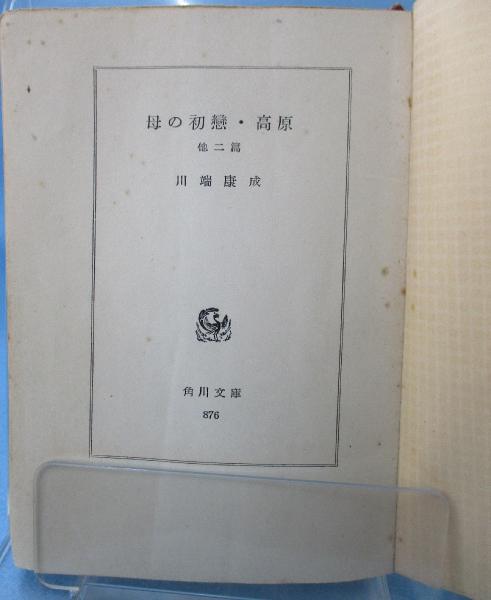 母の初戀・高原
他二篇
川端康成
角川文庫
876